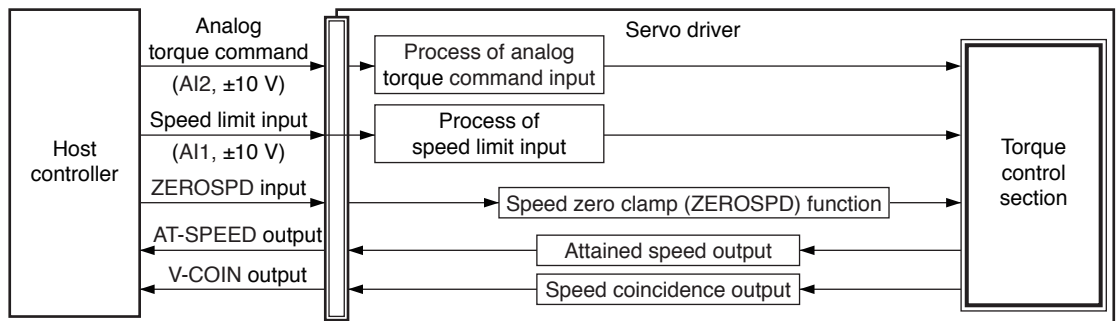 Servo driver
Analog
torque command
(AI2, ±10 V)
Process of analog
torque command input
Speed limit input
(AI1, ±10 V)
Process of
speed limit input
Host
controller
Torque
control
section
ZEROSPD input
Speed zero clamp (ZEROSPD) function
AT-SPEED output
Attained speed output
V-COIN output
Speed coincidence output